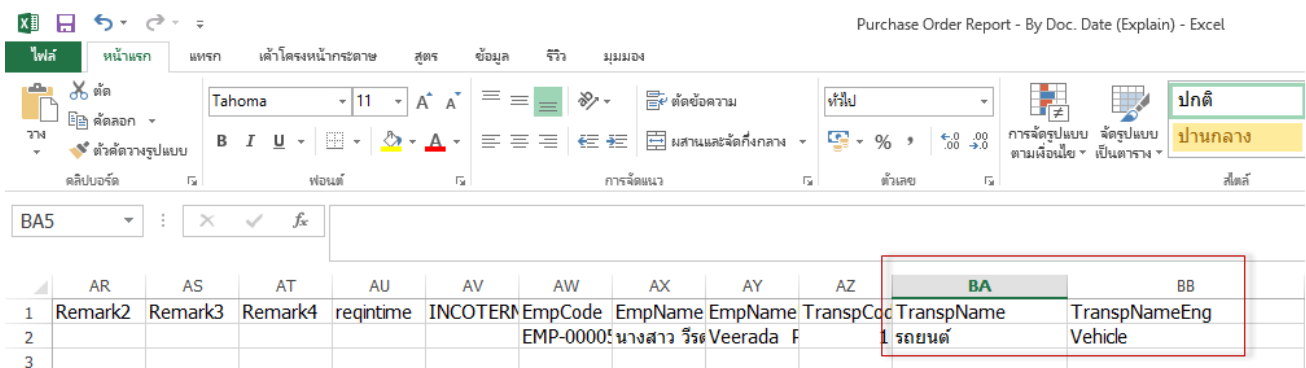 Purchase Order Report - By Doc. Date (Explain) - Excel
ไฟล์ หน้าแรก แทรก เค้าโครงหน้ากระดาษ สูตร ข้อมูล รีวิว มุมมอง
วาง
ตัด
คัดลอก
ตัวคัดวางรูปแบบ
คลิปบอร์ด
Tahoma 11
B I U
ฟอนต์
ตัดข้อความ
ผสานและจัดกึ่งกลาง
การจัดแนว
ทั่วไป
%
ตัวเลข
การจัดรูปแบบ
ตามเงื่อนไข
จัดรูปแบบ
เป็นตาราง
ปกติ
ปานกลาง
สไตล์
BA5 fx
AR AS AT AU AV AW AX AY AZ BA BB
1 Remark2 Remark3 Remark4 reqintime INCOTERM EmpCode EmpName EmpName TranspCod TranspName TranspNameEng
2 EMP-00005 นางสาว วีรด Veerada P 1 รถยนต์ Vehicle
3